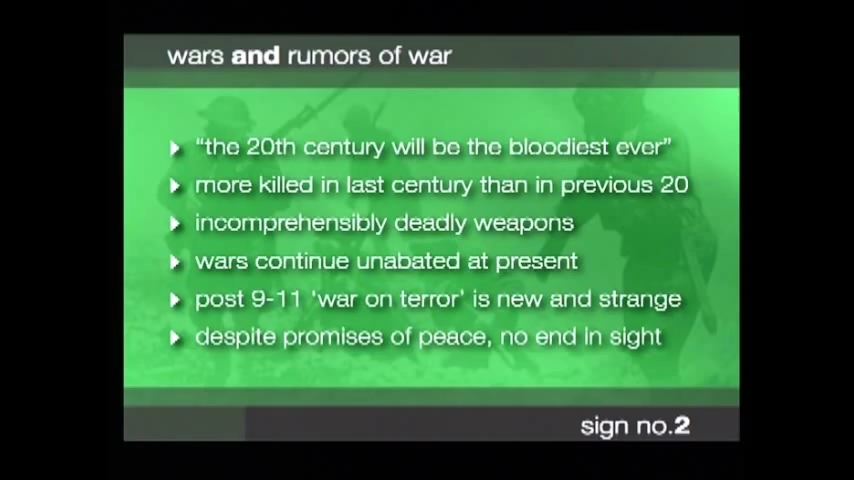 wars and rumors of war
"the 20th century will be the bloodiest ever"
more killed in last century than in previous 20
incomprehensibly deadly weapons
wars continue unabated at present
post 9-11 'war on terror' is new and strange
despite promises of peace, no end in sight
sign no.2